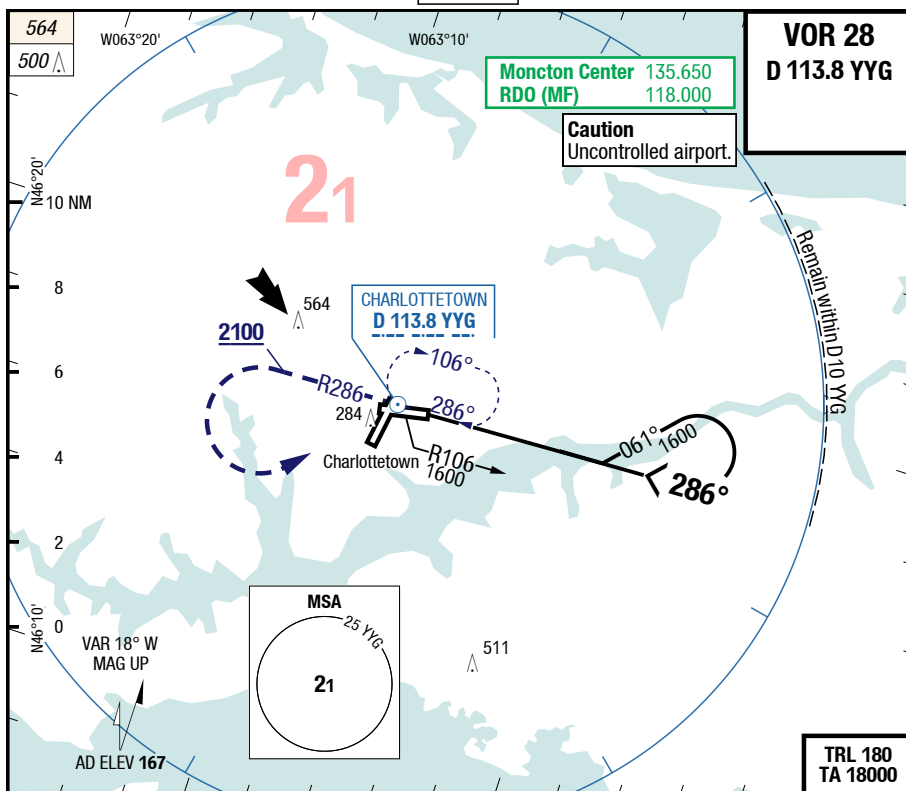 564
500
W063°20'
W063°10'
VOR 28
D 113.8 YYG
Moncton Center 135.650
RDO (MF) 118.000
Caution
Uncontrolled airport.
N46°20'
10 NM
21
8
564
CHARLOTTETOWN
D 113.8 YYG
Remain within D10 YYG
2100
6
106°
R286
286°
284
4
Charlottetown
R106
1600
061°
1600
286°
2
N46°10'
0
MSA
25 YYG
21
511
VAR 18° W
MAG UP
AD ELEV 167
TRL 180
TA 18000